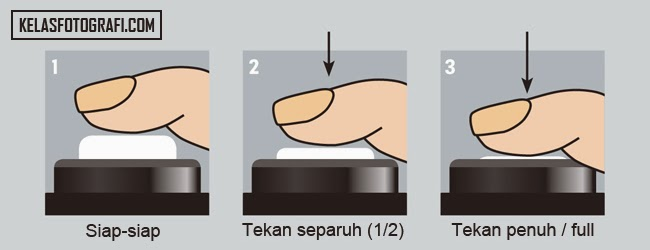 KELASFOTOGRAFI.COM
1
2
3
Siap-siap
Tekan separuh (1/2)
Tekan penuh / full